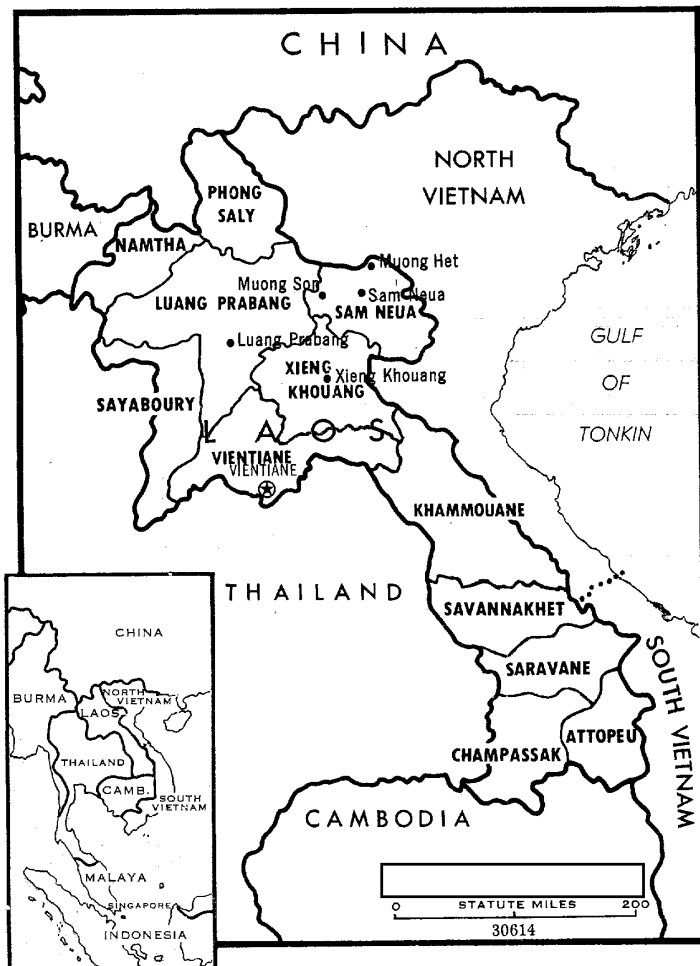 CHINA
NORTH
VIETNAM
PHONG
SALY
BURMA
NAMTHA
Muong Het
Muong Son
Sam Neua
LUANG PRABANG
SAM NEUA
GULF
OF
TONKIN
Luang Prabang
XIENG
KHOUANG
Xieng Khouang
SAYABOURY
LAOS
VIENTIANE
VIENTIANE
KHAMMOUANE
THAILAND
SAVANNAKHET
SARAVANE
SOUTH VIETNAM
ATTOPEU
CHAMPASSAK
CAMBODIA
STATUTE MILES
0 200
30614
CHINA
BURMA
NORTH
VIETNAM
LAOS
THAILAND
CAMB.
SOUTH
VIETNAM
MALAYA
SINGAPORE
INDONESIA